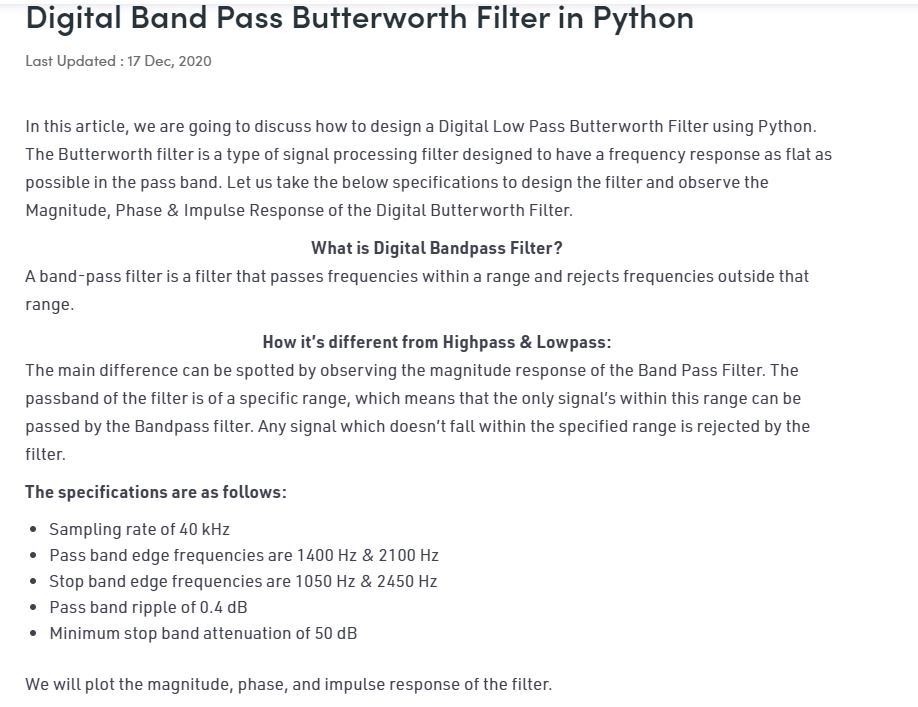 Digital Band Pass Butterworth Filter in Python
Last Updated : 17 Dec, 2020
In this article, we are going to discuss how to design a Digital Low Pass Butterworth Filter using Python.
The Butterworth filter is a type of signal processing filter designed to have a frequency response as flat as
possible in the pass band. Let us take the below specifications to design the filter and observe the
Magnitude, Phase & Impulse Response of the Digital Butterworth Filter.
What is Digital Bandpass Filter?
A band-pass filter is a filter that passes frequencies within a range and rejects frequencies outside that
range.
How it's different from Highpass & Lowpass:
The main difference can be spotted by observing the magnitude response of the Band Pass Filter. The
passband of the filter is of a specific range, which means that the only signal's within this range can be
passed by the Bandpass filter. Any signal which doesn't fall within the specified range is rejected by the
filter.
The specifications are as follows:
• Sampling rate of 40 kHz
• Pass band edge frequencies are 1400 Hz & 2100 Hz
• Stop band edge frequencies are 1050 Hz & 2450 Hz
• Pass band ripple of 0.4 dB
• Minimum stop band attenuation of 50 dB
We will plot the magnitude, phase, and impulse response of the filter.